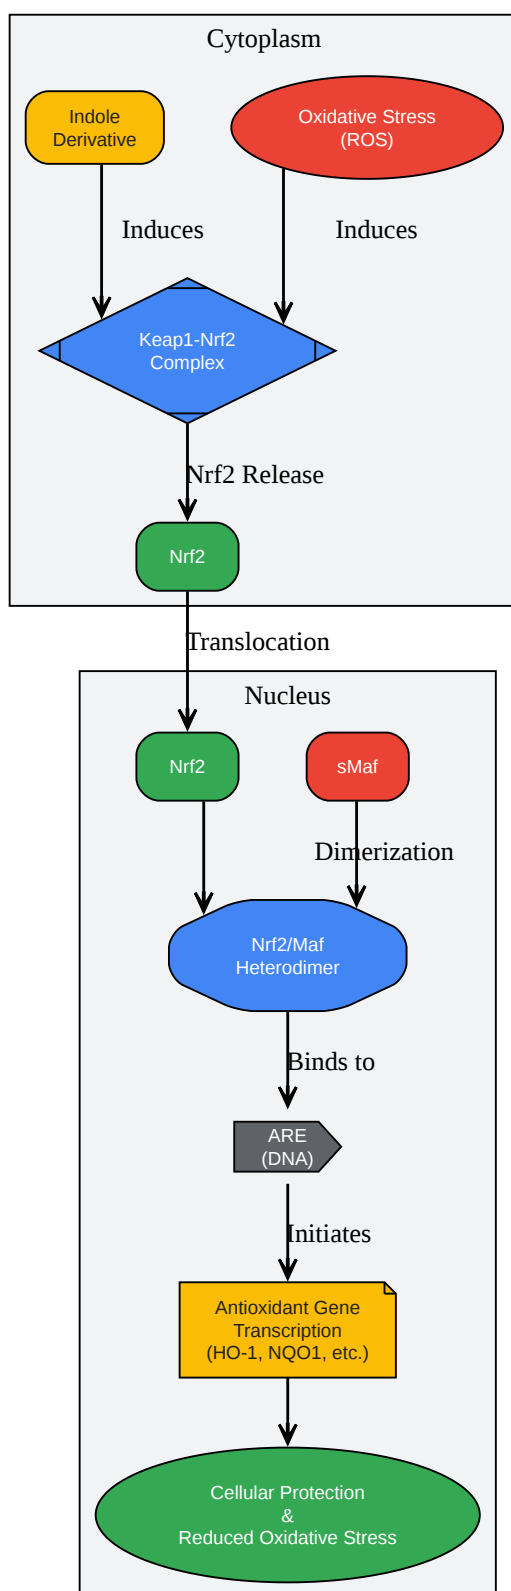 Cytoplasm
Indole
Derivative
Oxidative Stress
(ROS)
Induces
Induces
Keap1-Nrf2
Complex
Nrf2 Release
Nrf2
Translocation
Nucleus
Nrf2
sMaf
Dimerization
Nrf2/Maf
Heterodimer
Binds to
ARE
(DNA)
Initiates
Antioxidant Gene
Transcription
(HO-1, NQO1, etc.)
Cellular Protection
&
Reduced Oxidative Stress